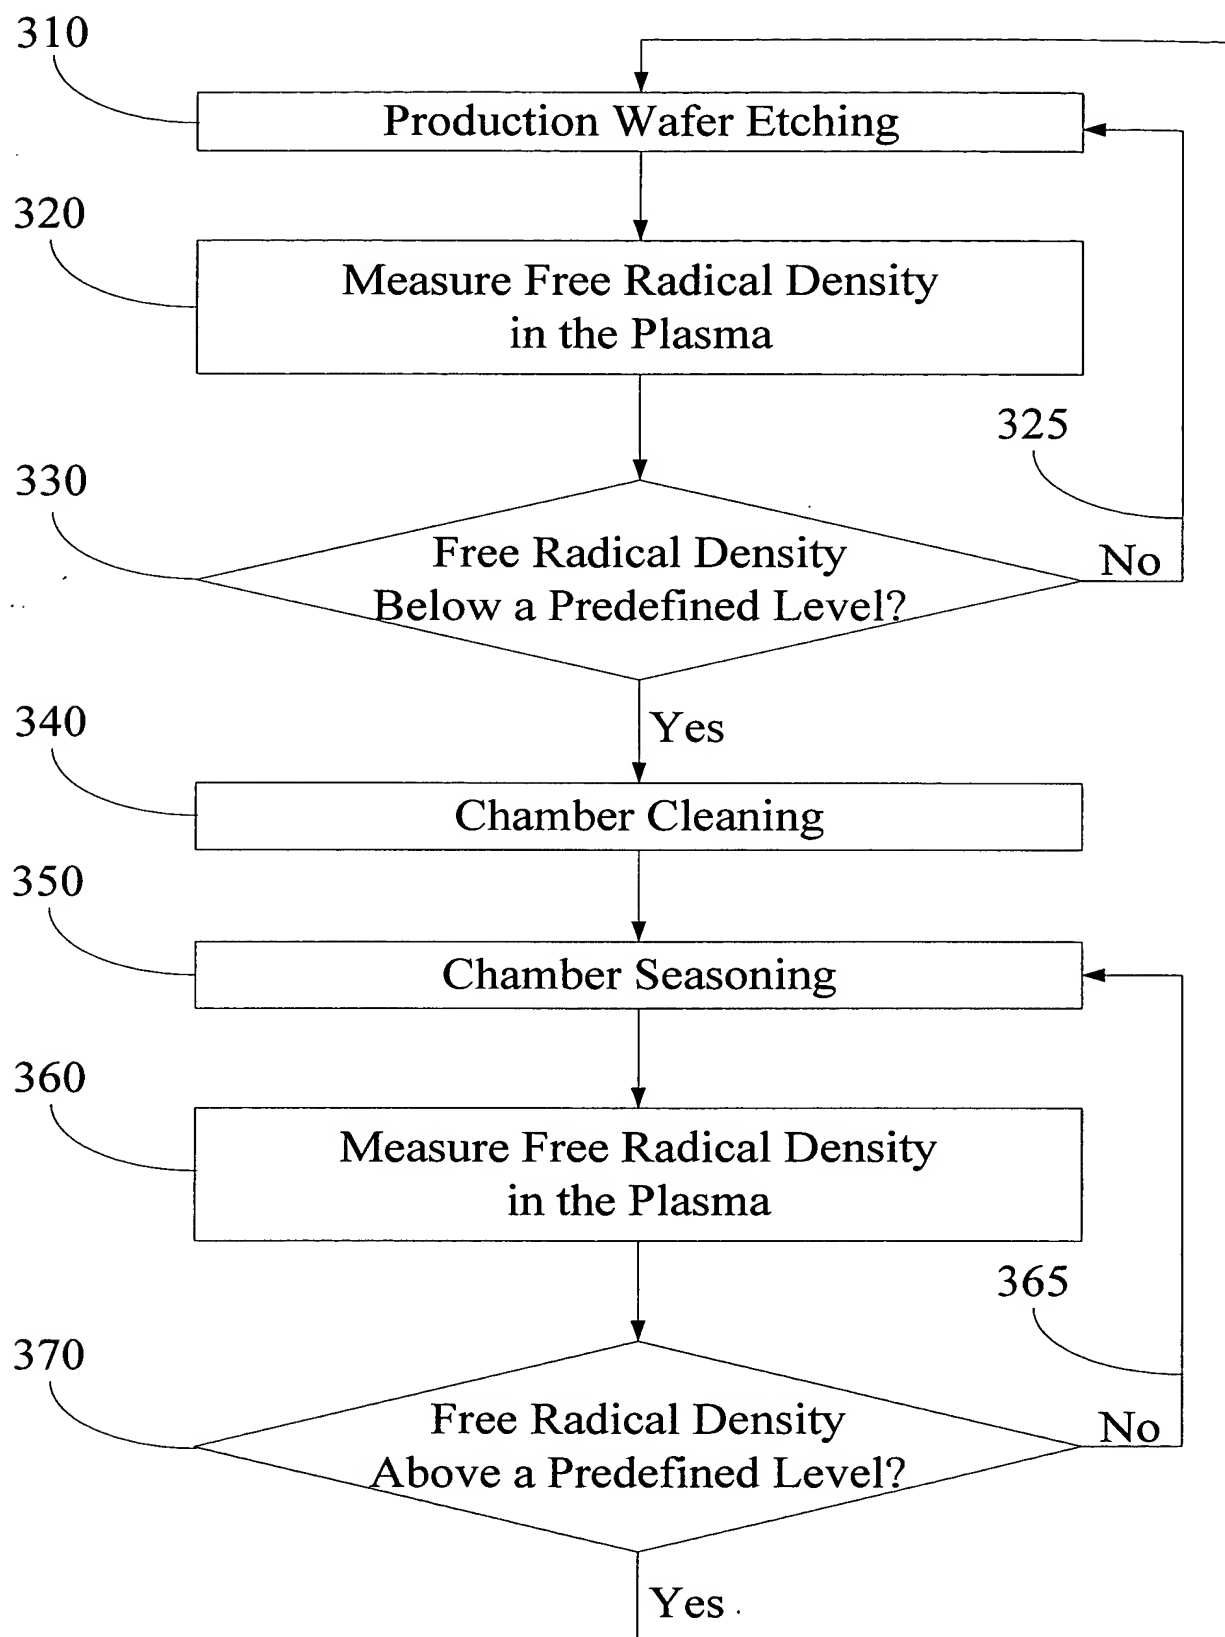 310
Production Wafer Etching
320
Measure Free Radical Density
in the Plasma
325
330
Free Radical Density
Below a Predefined Level?
No
Yes
340
Chamber Cleaning
350
Chamber Seasoning
360
Measure Free Radical Density
in the Plasma
365
370
Free Radical Density
Above a Predefined Level?
No
Yes